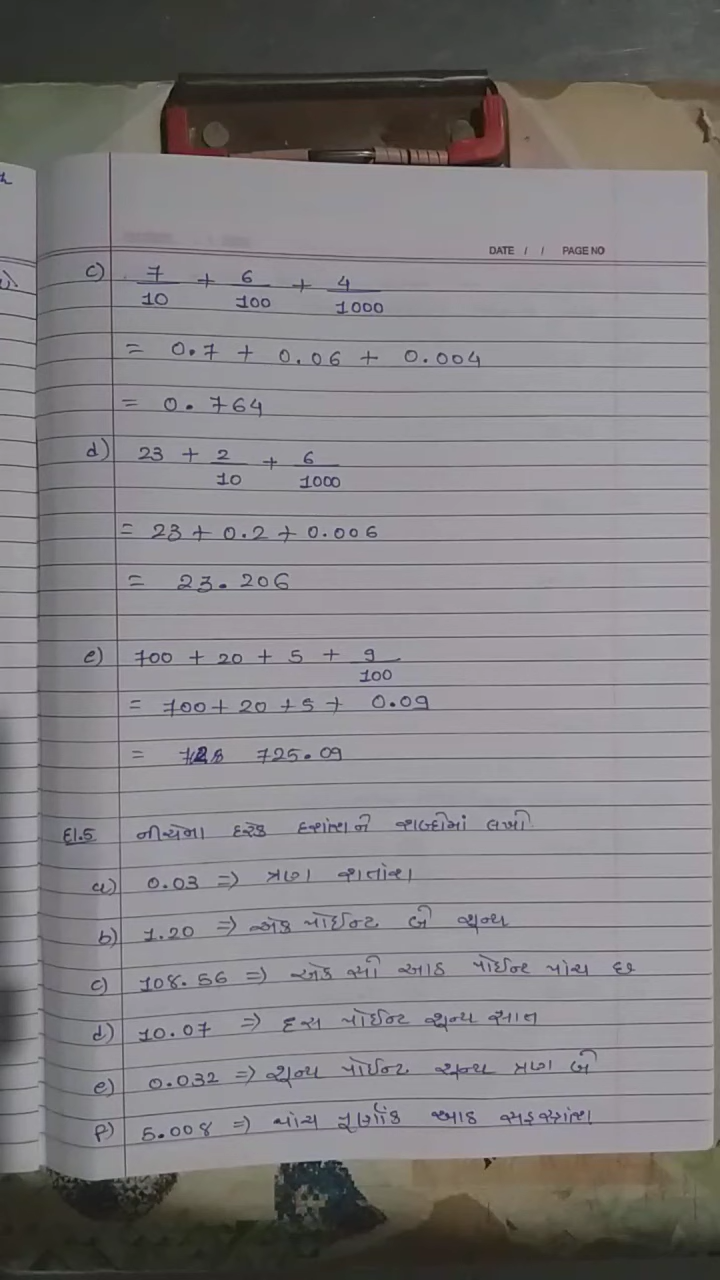 DATE / / PAGE NO
c) 7/10 + 6/100 + 4/1000
= 0.7 + 0.06 + 0.004
= 0.764
d) 23 + 2/10 + 6/1000
= 23 + 0.2 + 0.006
= 23.206
e) 700 + 20 + 5 + 9/100
= 700 + 20 + 5 + 0.09
= 725.09
દા.5 નીચેના દરેક દશાંશને શબ્દોમાં લખો
a) 0.03 => ત્રણ શતાંશ
b) 1.20 => એક પોઈન્ટ બે શૂન્ય
c) 108.56 => એક સો આઠ પોઈન્ટ પાંચ છ
d) 10.07 => દસ પોઈન્ટ શૂન્ય સાત
e) 0.032 => શૂન્ય પોઈન્ટ શૂન્ય ત્રણ બે
f) 5.008 => પાંચ પૂર્ણાંક આઠ સહસ્ત્રાંશ